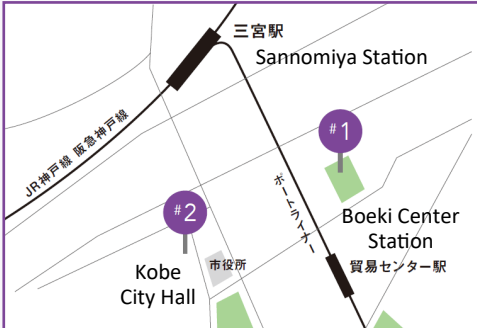 三宮駅
Sannomiya Station
JR神戸線 阪急神戸線
#1
ポートライナー
#2
Boeki Center
Station
貿易センター駅
市役所
Kobe
City Hall